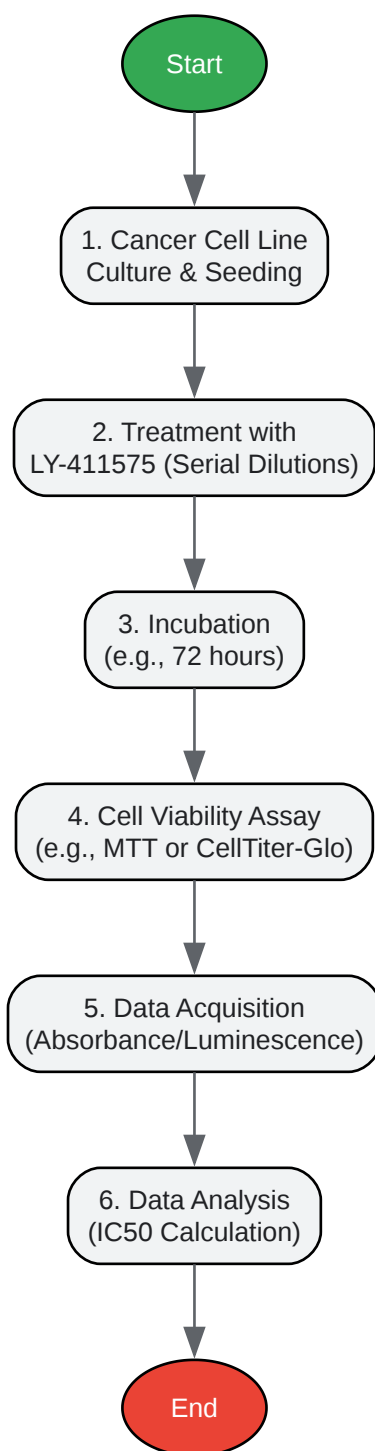 Start
1. Cancer Cell Line
Culture & Seeding
2. Treatment with
LY-411575 (Serial Dilutions)
3. Incubation
(e.g., 72 hours)
4. Cell Viability Assay
(e.g., MTT or CellTiter-Glo)
5. Data Acquisition
(Absorbance/Luminescence)
6. Data Analysis
(IC50 Calculation)
End